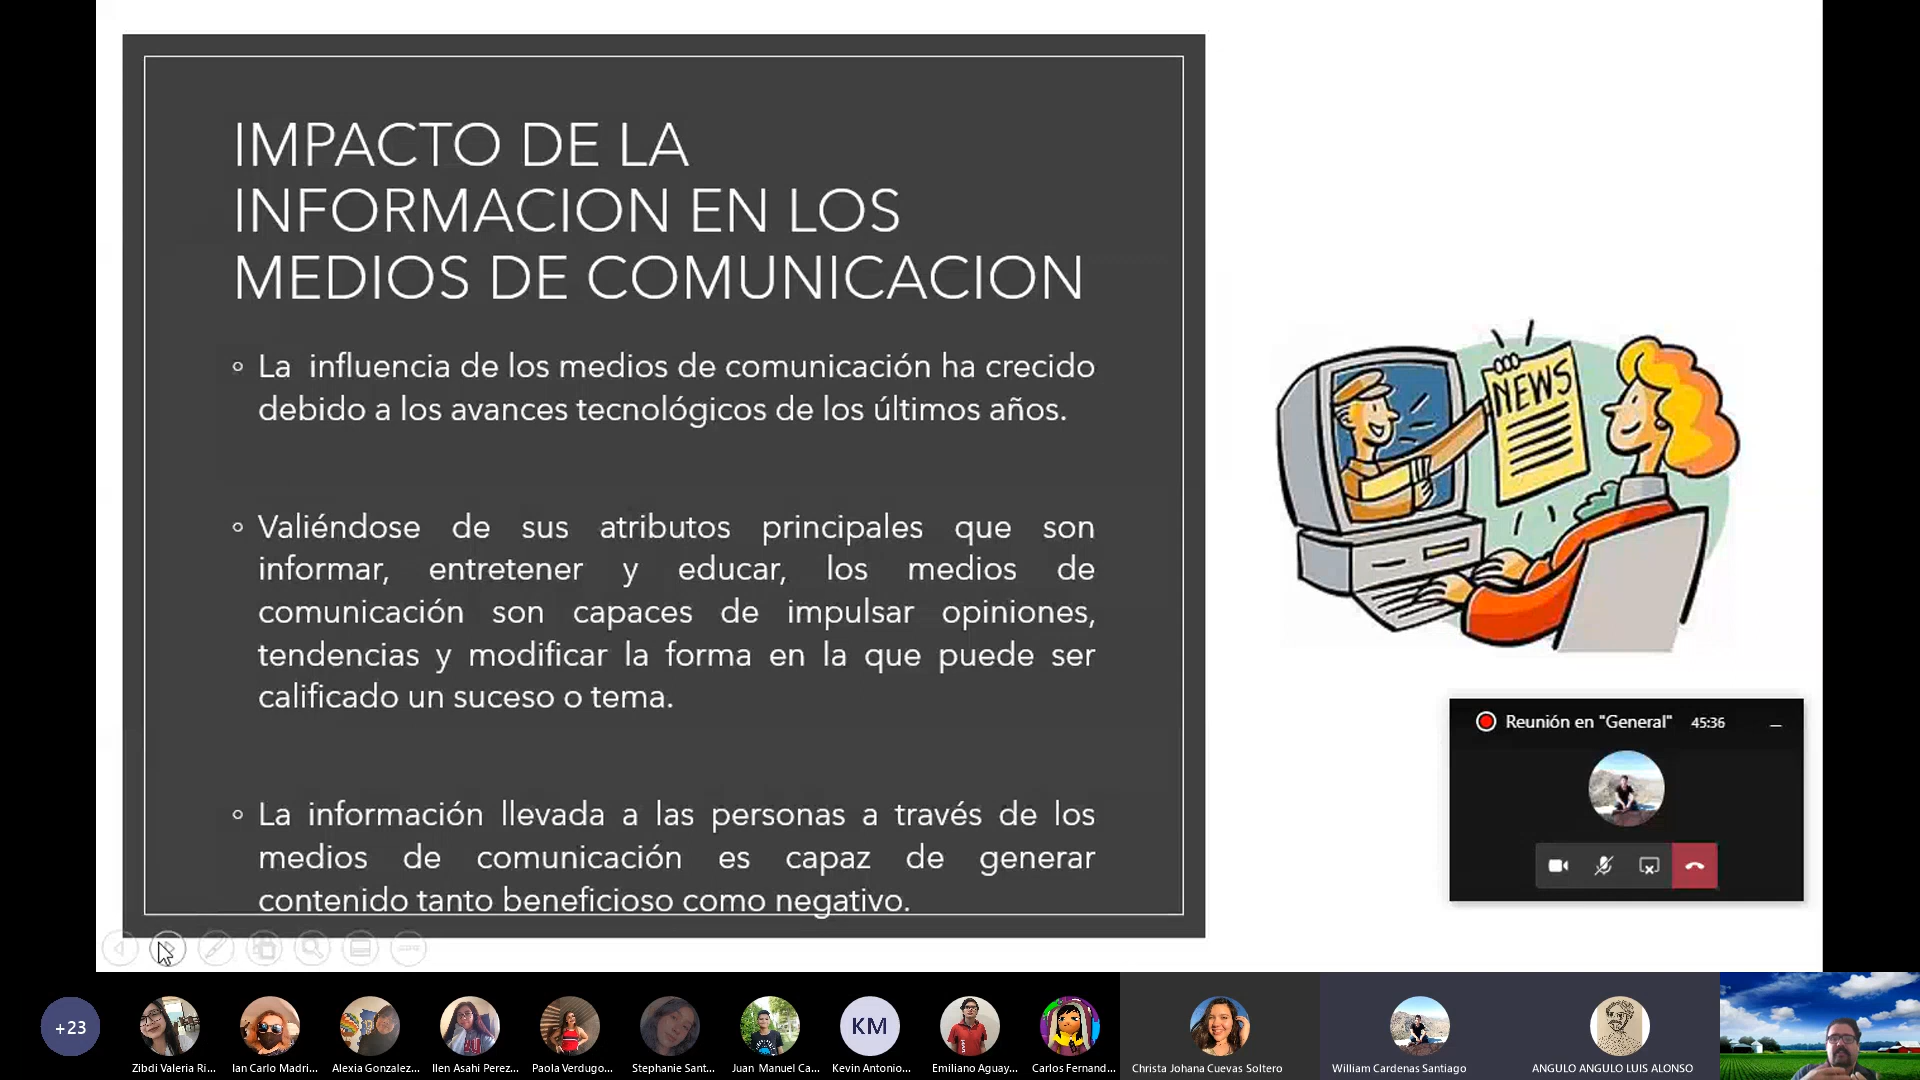 IMPACTO DE LA
INFORMACION EN LOS
MEDIOS DE COMUNICACION
La influencia de los medios de comunicación ha crecido
debido a los avances tecnológicos de los últimos años.
Valiéndose de sus atributos principales que son
informar, entretener y educar, los medios de
comunicación son capaces de impulsar opiniones,
tendencias y modificar la forma en la que puede ser
calificado un suceso o tema.
La información llevada a las personas a través de los
medios de comunicación es capaz de generar
contenido tanto beneficioso como negativo.
NEWS
Reunión en "General" 45:36
+23
KM
Zibdi Valeria Ri...
Ian Carlo Madri...
Alexia Gonzalez...
Ilen Asahi Perez...
Paola Verdugo...
Stephanie Sant...
Juan Manuel Ca...
Kevin Antonio...
Emiliano Aguay...
Carlos Fernand...
Christa Johana Cuevas Soltero
William Cardenas Santiago
ANGULO ANGULO LUIS ALONSO